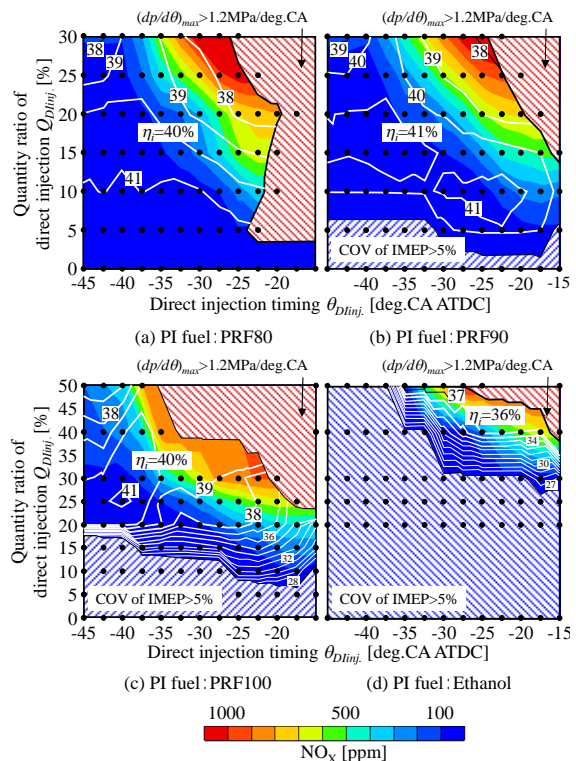 (dp/dθ)max>1.2MPa/deg.CA
(dp/dθ)max>1.2MPa/deg.CA
Quantity ratio of
direct injection QDIinj. [%]
30
25
20
15
10
5
0
38
39
39
38
ηi=40%
41
39
40
39
38
40
ηi=41%
41
COV of IMEP>5%
-45 -40 -35 -30 -25 -20
-45 -40 -35 -30 -25 -20 -15
Direct injection timing θDIinj. [deg.CA ATDC]
(a) PI fuel:PRF80
(b) PI fuel:PRF90
(dp/dθ)max>1.2MPa/deg.CA
(dp/dθ)max>1.2MPa/deg.CA
Quantity ratio of
direct injection QDIinj. [%]
50
45
40
35
30
25
20
15
10
5
0
38
ηi=40%
41
39
38
36
32
28
COV of IMEP>5%
37
ηi=36%
34
30
27
COV of IMEP>5%
-45 -40 -35 -30 -25 -20
-45 -40 -35 -30 -25 -20 -15
Direct injection timing θDIinj. [deg.CA ATDC]
(c) PI fuel:PRF100
(d) PI fuel:Ethanol
1000 500 100
NOX [ppm]